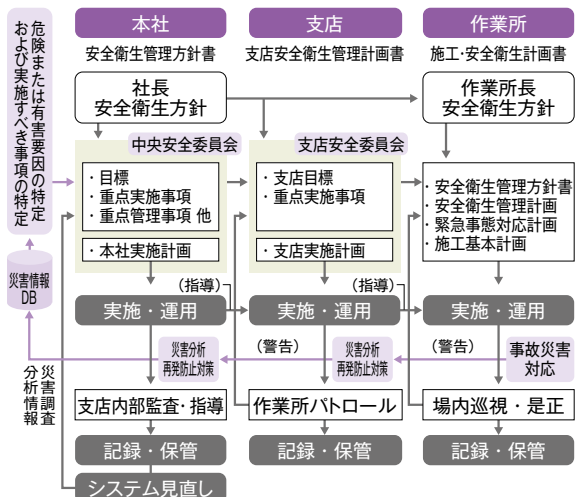 危険または有害要因の特定
および実施すべき事項の特定
災害情報
DB
災害調査
分析情報
本社
安全衛生管理方針書
社長
安全衛生方針
中央安全委員会
・目標
・重点実施事項
・重点管理事項 他
・本社実施計画
(指導)
実施・運用
災害分析
再発防止対策
(警告)
支店内部監査・指導
記録・保管
システム見直し
支店
支店安全衛生管理計画書
支店安全委員会
・支店目標
・重点実施事項
・支店実施計画
(指導)
実施・運用
災害分析
再発防止対策
(警告)
作業所パトロール
記録・保管
作業所
施工・安全衛生計画書
作業所長
安全衛生方針
・安全衛生管理方針書
・安全衛生管理計画
・緊急事態対応計画
・施工基本計画
実施・運用
事故災害
対応
場内巡視・是正
記録・保管